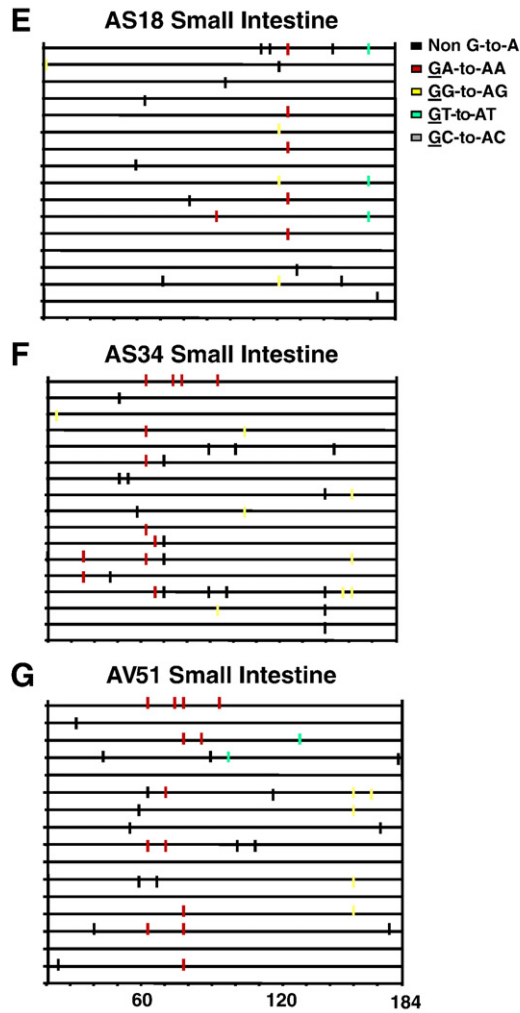 E
AS18 Small Intestine
Non G-to-A
GA-to-AA
GG-to-AG
GT-to-AT
GC-to-AC
F
AS34 Small Intestine
G
AV51 Small Intestine
60 120 184